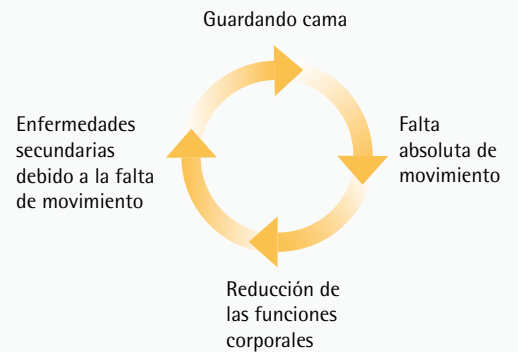 Guardando cama
Falta
absoluta de
movimiento
Reducción de
las funciones
corporales
Enfermedades
secundarias
debido a la falta
de movimiento